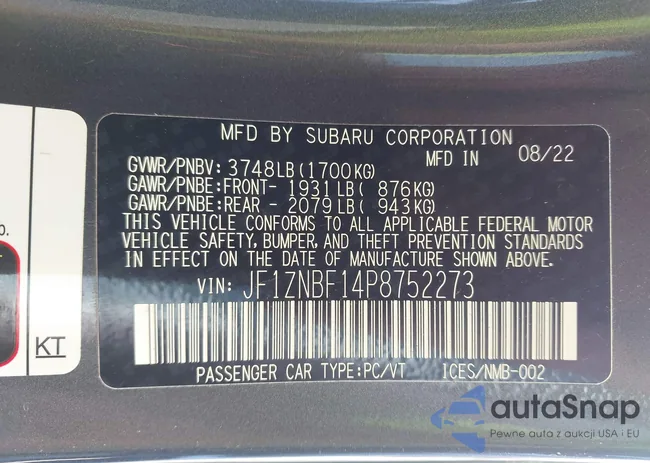 MFD BY SUBARU CORPORATION
MFD IN 08/22
GVWR/PNBV: 3748LB(1700KG)
GAWR/PNBE:FRONT- 1931LB( 876KG)
GAWR/PNBE:REAR - 2079LB( 943KG)
THIS VEHICLE CONFORMS TO ALL APPLICABLE FEDERAL MOTOR
VEHICLE SAFETY, BUMPER, AND THEFT PREVENTION STANDARDS
IN EFFECT ON THE DATE OF MANUFACTURE SHOWN ABOVE.
VIN: JF1ZNBF14P8752273
PASSENGER CAR TYPE:PC/VT ICES/NMB-002
KT
autaSnap
Pewne auta z aukcji USA i EU